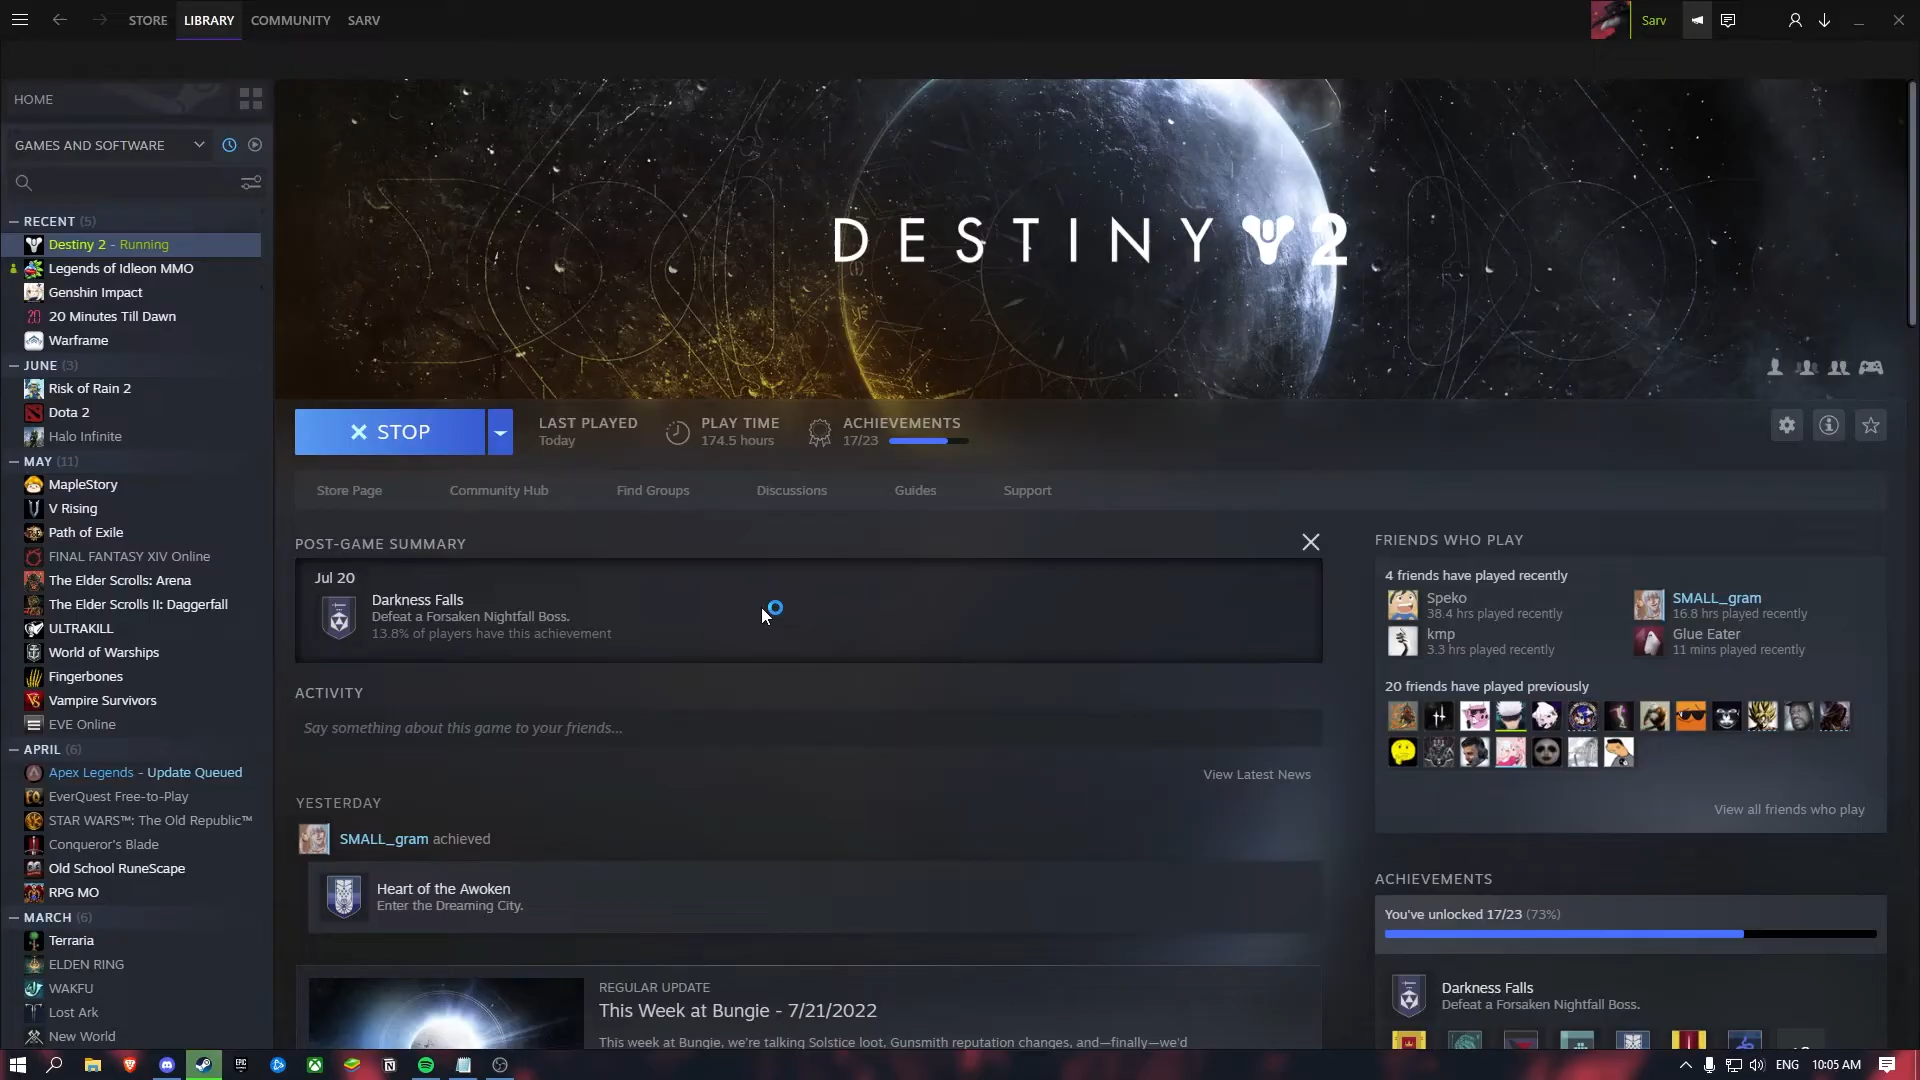 STORE
LIBRARY
COMMUNITY
SARV
Sarv
HOME
GAMES AND SOFTWARE
— RECENT (5)
Destiny 2 - Running
Legends of Idleon MMO
Genshin Impact
20 Minutes Till Dawn
Warframe
— JUNE (3)
Risk of Rain 2
Dota 2
Halo Infinite
— MAY (11)
MapleStory
V Rising
Path of Exile
FINAL FANTASY XIV Online
The Elder Scrolls: Arena
The Elder Scrolls II: Daggerfall
ULTRAKILL
World of Warships
Fingerbones
Vampire Survivors
EVE Online
— APRIL (6)
Apex Legends - Update Queued
EverQuest Free-to-Play
STAR WARS™: The Old Republic™
Conqueror's Blade
Old School RuneScape
RPG MO
— MARCH (6)
Terraria
ELDEN RING
WAKFU
Lost Ark
New World
DESTINY 2
STOP
LAST PLAYED
Today
PLAY TIME
174.5 hours
ACHIEVEMENTS
17/23
Store Page
Community Hub
Find Groups
Discussions
Guides
Support
POST-GAME SUMMARY
Jul 20
Darkness Falls
Defeat a Forsaken Nightfall Boss.
13.8% of players have this achievement
ACTIVITY
Say something about this game to your friends...
View Latest News
YESTERDAY
SMALL_gram achieved
Heart of the Awoken
Enter the Dreaming City.
REGULAR UPDATE
This Week at Bungie - 7/21/2022
This week at Bungie, we're talking Solstice loot, Gunsmith reputation changes, and—finally—we'd
FRIENDS WHO PLAY
4 friends have played recently
Speko
38.4 hrs played recently
SMALL_gram
16.8 hrs played recently
kmp
3.3 hrs played recently
Glue Eater
11 mins played recently
20 friends have played previously
View all friends who play
ACHIEVEMENTS
You've unlocked 17/23 (73%)
Darkness Falls
Defeat a Forsaken Nightfall Boss.
ENG
10:05 AM